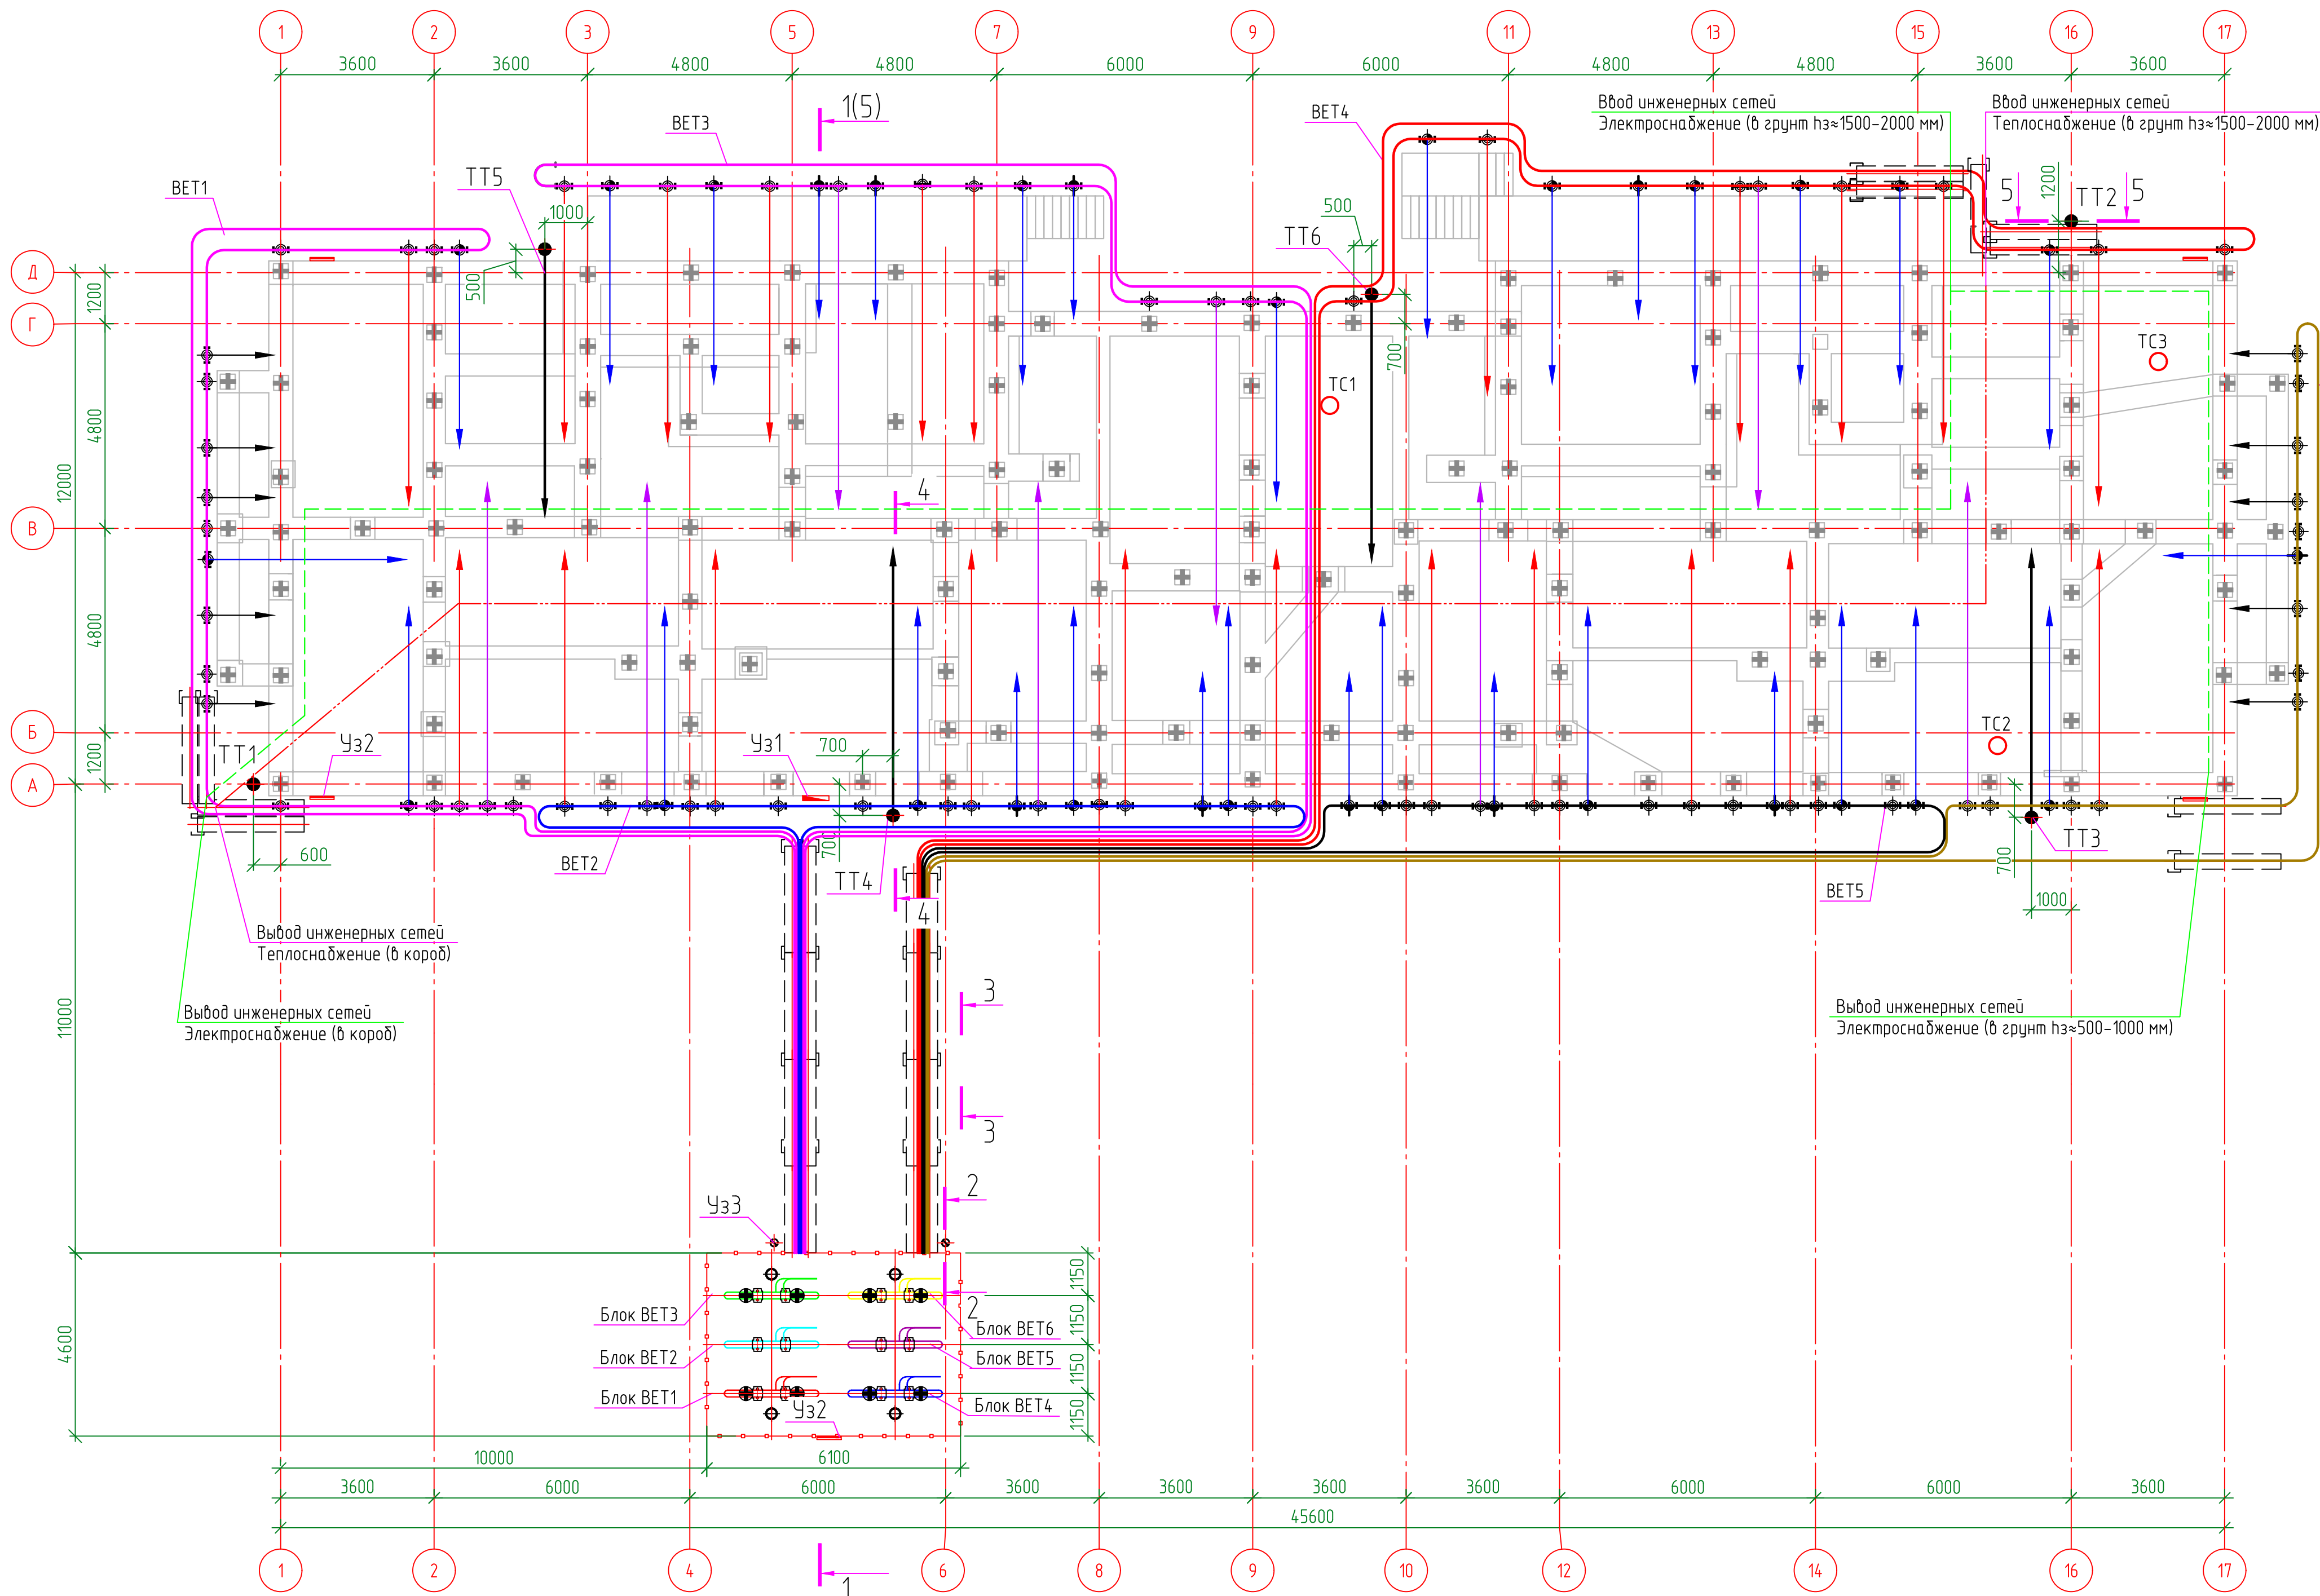 1
2
3
5
7
9
11
13
15
16
17
3600
3600
4800
4800
6000
6000
4800
4800
3600
3600
1(5)
ВЕТ3
ВЕТ4
Ввод инженерных сетей
Электроснабжение (в грунт hз≈1500-2000 мм)
Ввод инженерных сетей
Теплоснабжение (в грунт hз≈1500-2000 мм)
ВЕТ1
ТТ5
1000
500
500
ТТ6
700
5
1200
ТТ2
5
Д
Г
В
Б
А
1200
4800
4800
1200
12000
11000
4600
ТС1
ТС3
ТС2
4
ТТ1
Уз2
Уз1
700
700
600
ВЕТ2
ТТ4
4
ТТ3
700
1000
ВЕТ5
Вывод инженерных сетей
Теплоснабжение (в короб)
Вывод инженерных сетей
Электроснабжение (в короб)
Вывод инженерных сетей
Электроснабжение (в грунт hз≈500-1000 мм)
3
3
2
Уз3
2
Блок ВЕТ3
Блок ВЕТ2
Блок ВЕТ1
Блок ВЕТ6
Блок ВЕТ5
Блок ВЕТ4
Уз2
1150
1150
1150
1150
10000
6100
3600
6000
6000
3600
3600
3600
3600
6000
6000
3600
45600
1
1
2
4
6
8
9
10
12
14
16
17